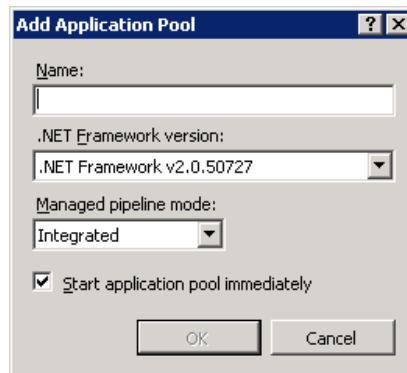 Add Application Pool
Name:
.NET Framework version:
.NET Framework v2.0.50727
Managed pipeline mode:
Integrated
Start application pool immediately
OK
Cancel